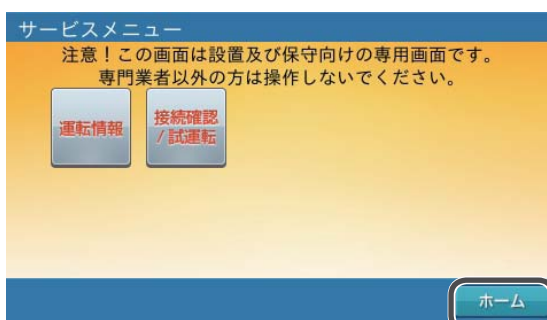 サービスメニュー
注意！この画面は設置及び保守向けの専用画面です。
専門業者以外の方は操作しないでください。
運転情報
接続確認
/試運転
ホーム